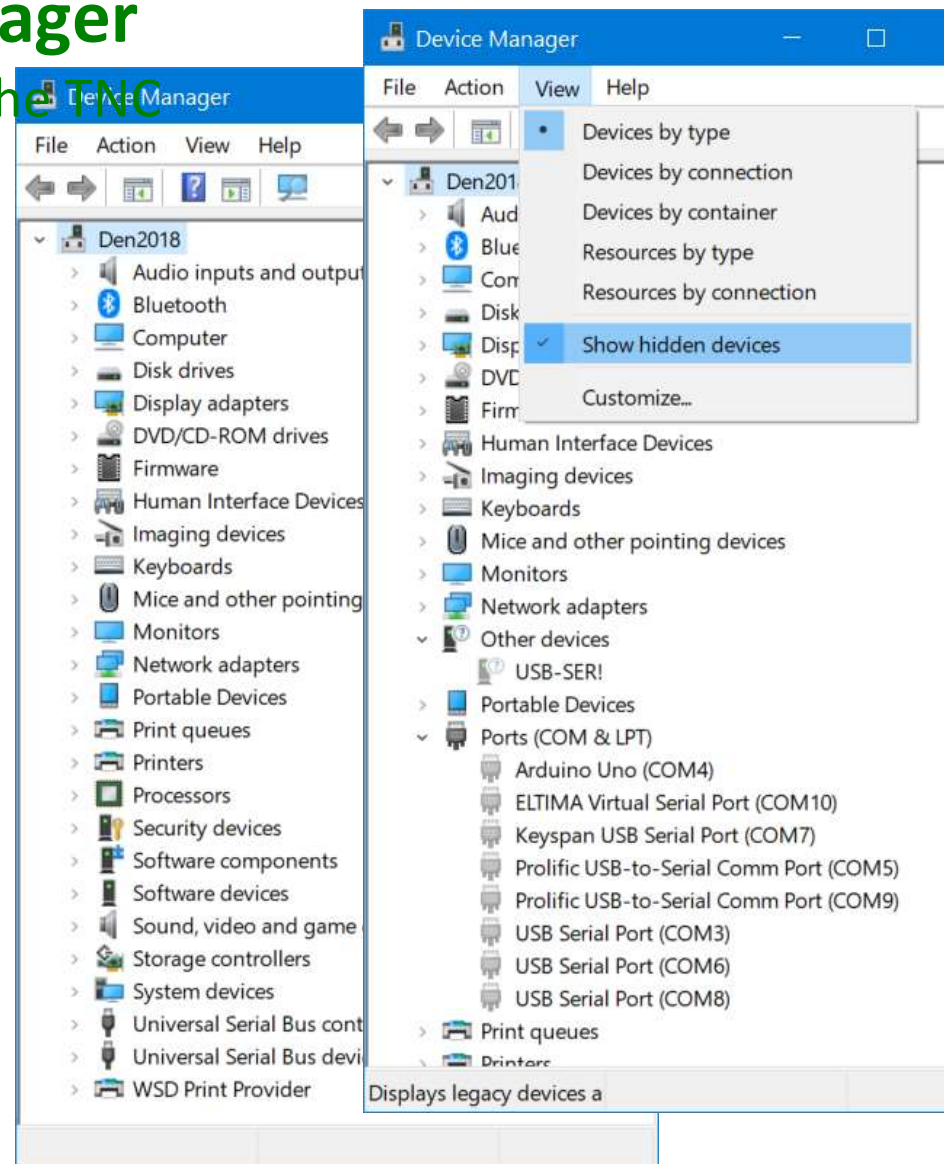 ager
he TNC
Device Manager
File Action View Help
Den2018
Audio inputs and output
Bluetooth
Computer
Disk drives
Display adapters
DVD/CD-ROM drives
Firmware
Human Interface Devices
Imaging devices
Keyboards
Mice and other pointing
Monitors
Network adapters
Portable Devices
Print queues
Printers
Processors
Security devices
Software components
Software devices
Sound, video and game
Storage controllers
System devices
Universal Serial Bus cont
Universal Serial Bus devi
WSD Print Provider
Device Manager
File Action View Help
Devices by type
Devices by connection
Devices by container
Resources by type
Resources by connection
Show hidden devices
Customize...
Den201
Aud
Blue
Com
Disk
Disp
DVD
Firm
Human Interface Devices
Imaging devices
Keyboards
Mice and other pointing devices
Monitors
Network adapters
Other devices
USB-SER!
Portable Devices
Ports (COM & LPT)
Arduino Uno (COM4)
ELTIMA Virtual Serial Port (COM10)
Keyspan USB Serial Port (COM7)
Prolific USB-to-Serial Comm Port (COM5)
Prolific USB-to-Serial Comm Port (COM9)
USB Serial Port (COM3)
USB Serial Port (COM6)
USB Serial Port (COM8)
Print queues
Printers
Displays legacy devices a